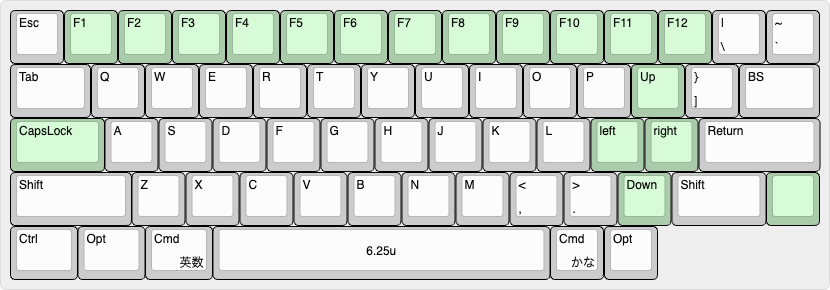 Esc F1 F2 F3 F4 F5 F6 F7 F8 F9 F10 F11 F12 | ~
\ `
Tab Q W E R T Y U I O P Up } BS
]
CapsLock A S D F G H J K L left right Return
Shift Z X C V B N M < > Down Shift
, .
Ctrl Opt Cmd 6.25u Cmd Opt
英数 かな